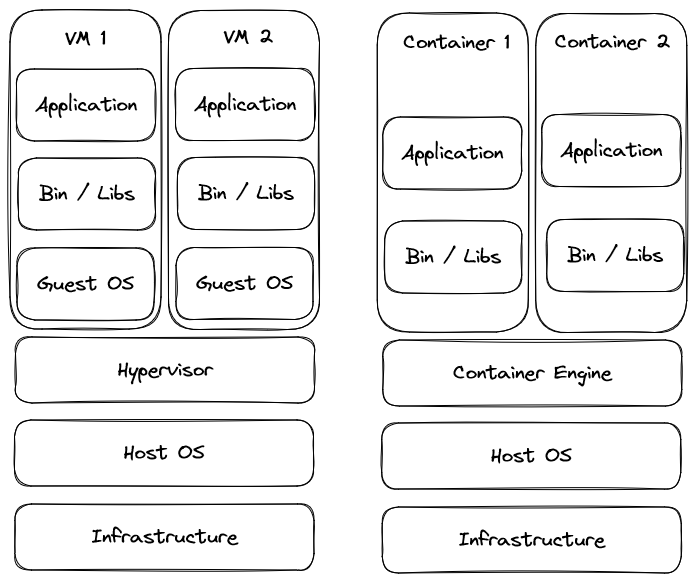 VM 1
Application
Bin / Libs
Guest OS
VM 2
Application
Bin / Libs
Guest OS
Hypervisor
Host OS
Infrastructure
Container 1
Application
Bin / Libs
Container 2
Application
Bin / Libs
Container Engine
Host OS
Infrastructure